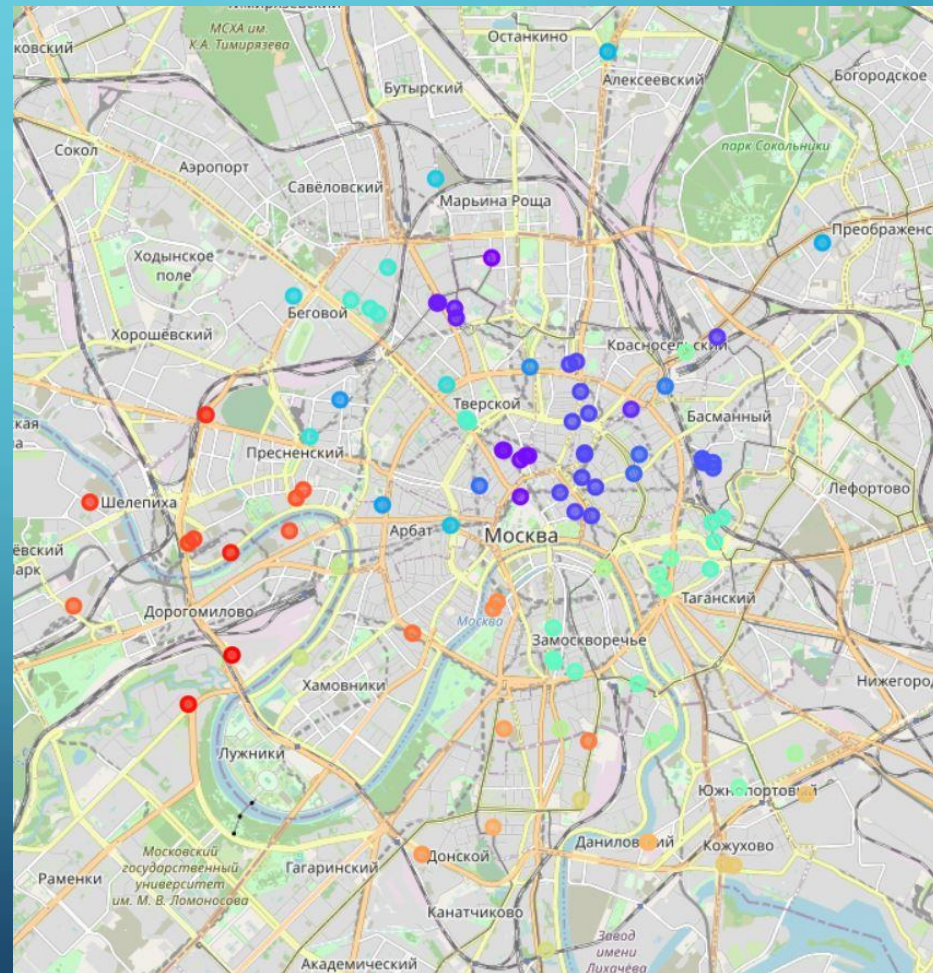 Останкино
МСХА им.
К.А. Тимирязева
ковский
Алексеевский
Богородское
Бутырский
Сокол
парк Сокольники
Аэропорт
Савёловский
Марьина Роща
Преображенс
Ходынское
поле
Беговой
Хорошёвский
Красносельский
Тверской
Басманный
ская
Пресненский
Шелепиха
Лефортово
Арбат
Москва
ёвский
парк
Таганский
Дорогомилово
Москва
Замоскворечье
Хамовники
Нижегород
Лужники
Южнопортовый
Даниловский
Кожухово
Московский
государственный
университет
им. М. В. Ломоносова
Донской
Гагаринский
Раменки
Канатчиково
Завод
имени
Лихачёва
Академический